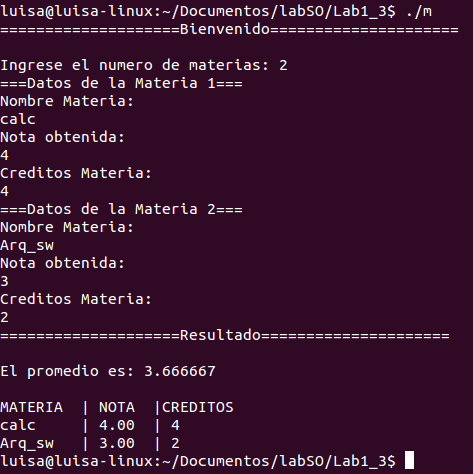 luisa@luisa-linux:~/Documentos/labSO/Lab1_3$ ./m
====================Bienvenido=====================
Ingrese el numero de materias: 2
===Datos de la Materia 1===
Nombre Materia:
calc
Nota obtenida:
4
Creditos Materia:
4
===Datos de la Materia 2===
Nombre Materia:
Arq_sw
Nota obtenida:
3
Creditos Materia:
2
====================Resultado=====================
El promedio es: 3.666667
MATERIA  | NOTA  |CREDITOS
calc     | 4.00  | 4
Arq_sw   | 3.00  | 2
luisa@luisa-linux:~/Documentos/labSO/Lab1_3$